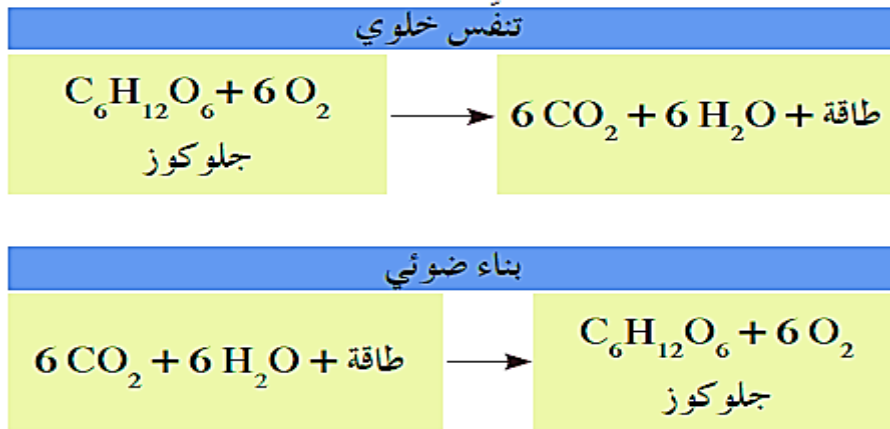 تنفّس خلوي
C₆H₁₂O₆ + 6 O₂ ⟶ 6 CO₂ + 6 H₂O + طاقة
جلوكوز
بناء ضوئي
6 CO₂ + 6 H₂O + طاقة ⟶ C₆H₁₂O₆ + 6 O₂
جلوكوز